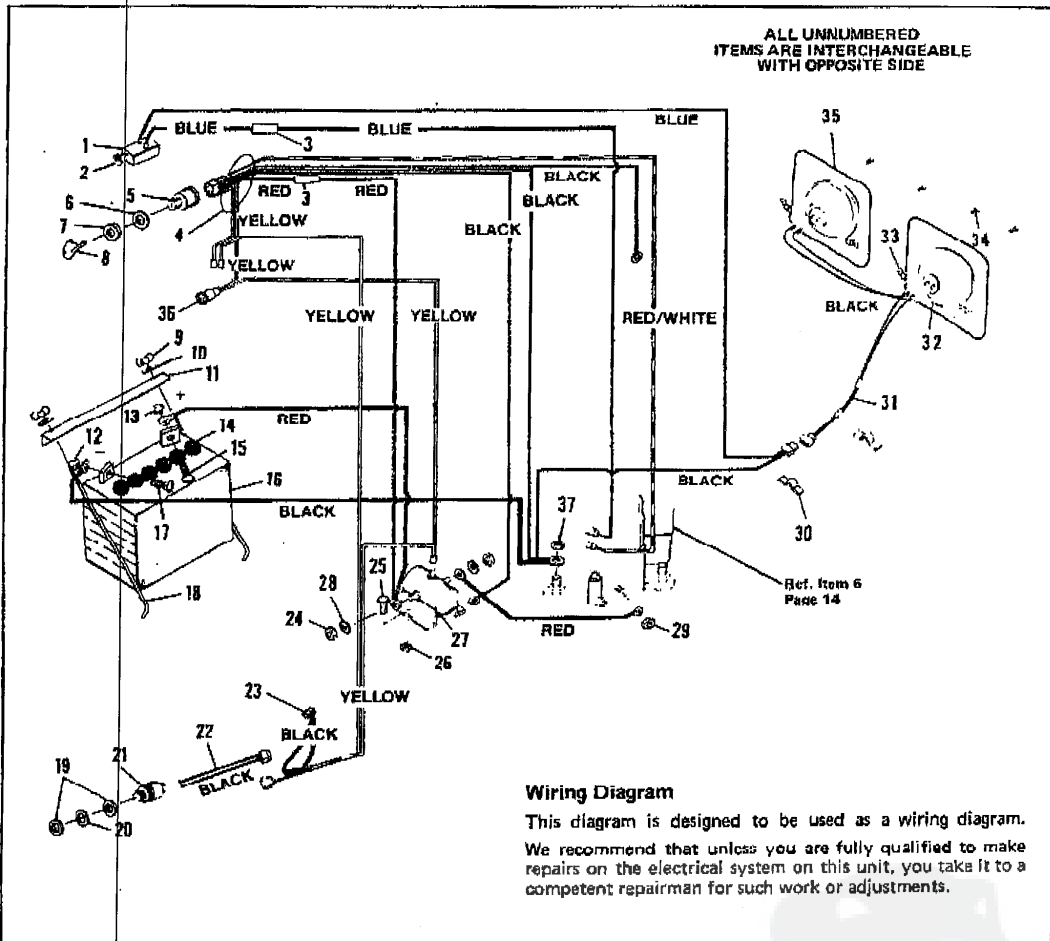 ALL UNNUMBERED
ITEMS ARE INTERCHANGEABLE
WITH OPPOSITE SIDE
35
BLUE
1
BLUE
BLUE
3
2
5
RED
3
RED
BLACK
BLACK
6
7
8
4
YELLOW
BLACK
33
34
YELLOW
36
YELLOW
YELLOW
RED/WHITE
BLACK
32
9
10
11
13
+
RED
14
31
12
-
15
16
BLACK
17
BLACK
37
30
18
25
28
24
27
26
RED
29
Ref. Item 6
Page 14
YELLOW
23
22
BLACK
21
BLACK
19
20
Wiring Diagram
This diagram is designed to be used as a wiring diagram.
We recommend that unless you are fully qualified to make
repairs on the electrical system on this unit, you take it to a
competent repairman for such work or adjustments.